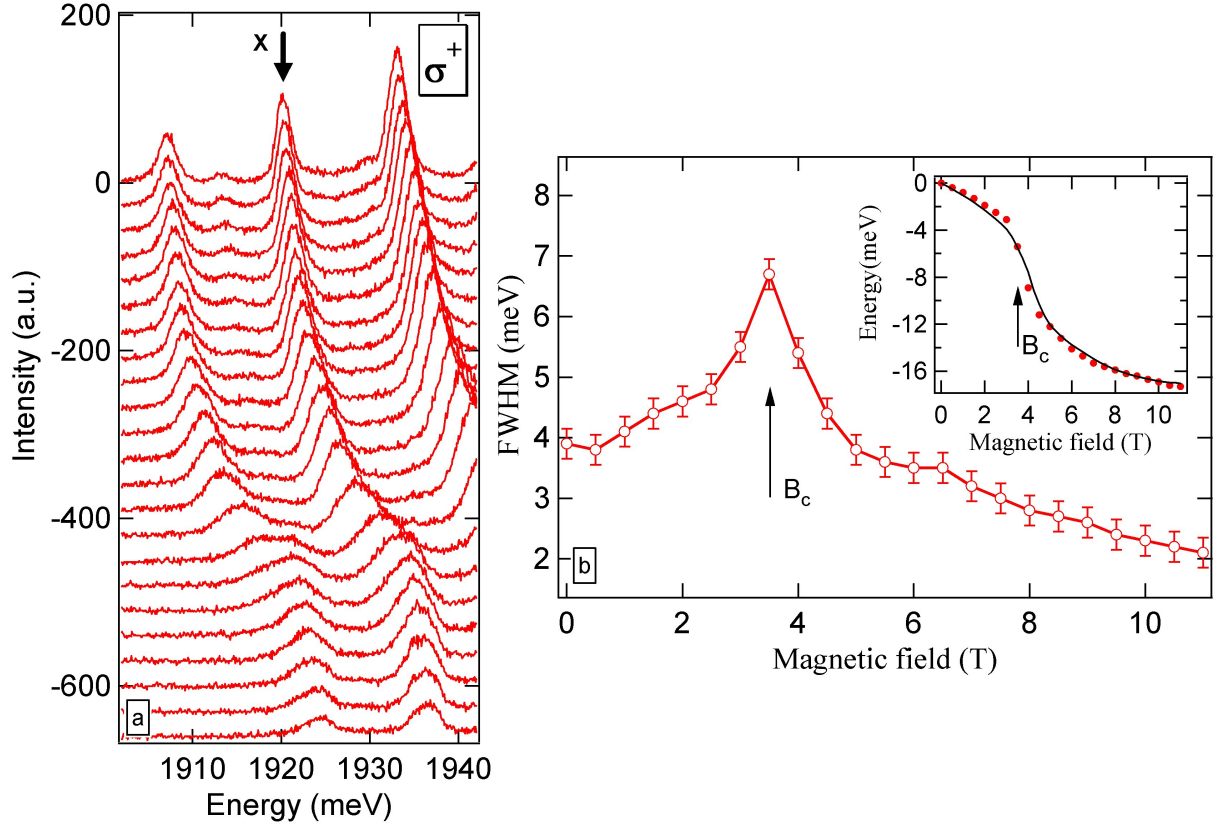 200
0
-200
-400
-600
Intensity (a.u.)
x
σ+
a
1910
1920
1930
1940
Energy (meV)
8
7
6
5
4
3
2
FWHM (meV)
Bc
b
0
2
4
6
8
10
Magnetic field (T)
0
-4
-8
-12
-16
Energy(meV)
Bc
0
2
4
6
8
10
Magnetic field (T)